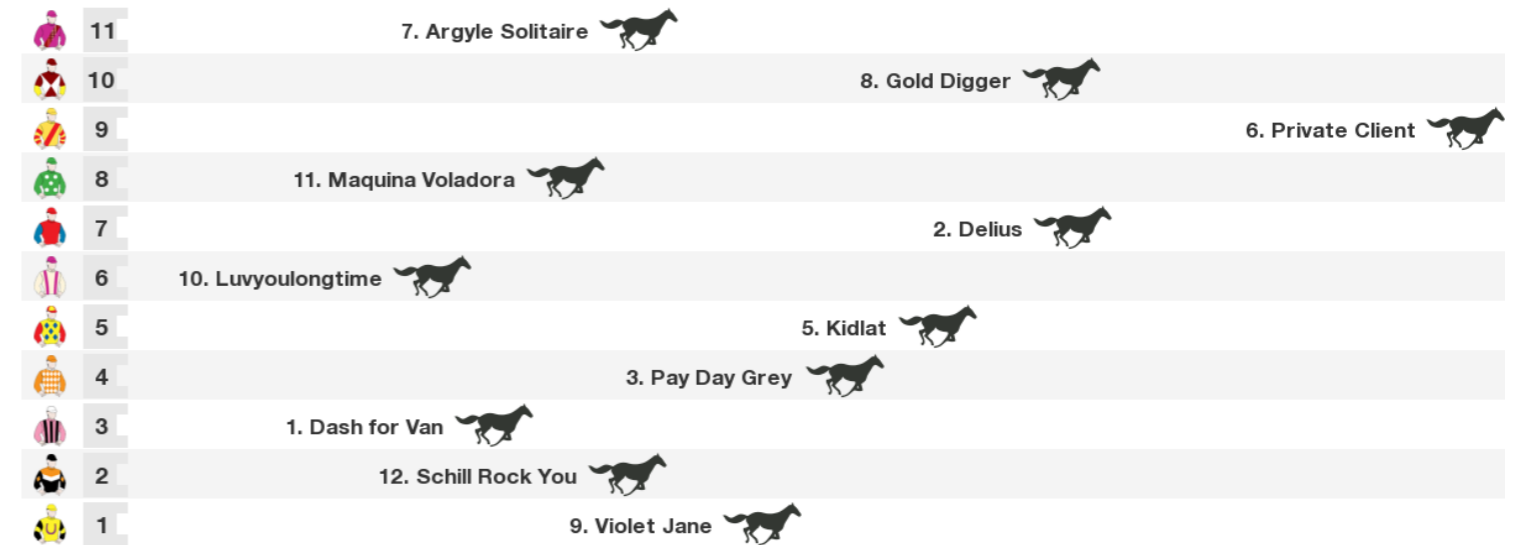 11 7. Argyle Solitaire
10 8. Gold Digger
9 6. Private Client
8 11. Maquina Voladora
7 2. Delius
6 10. Luvyoulongtime
5 5. Kidlat
4 3. Pay Day Grey
3 1. Dash for Van
2 12. Schill Rock You
1 9. Violet Jane